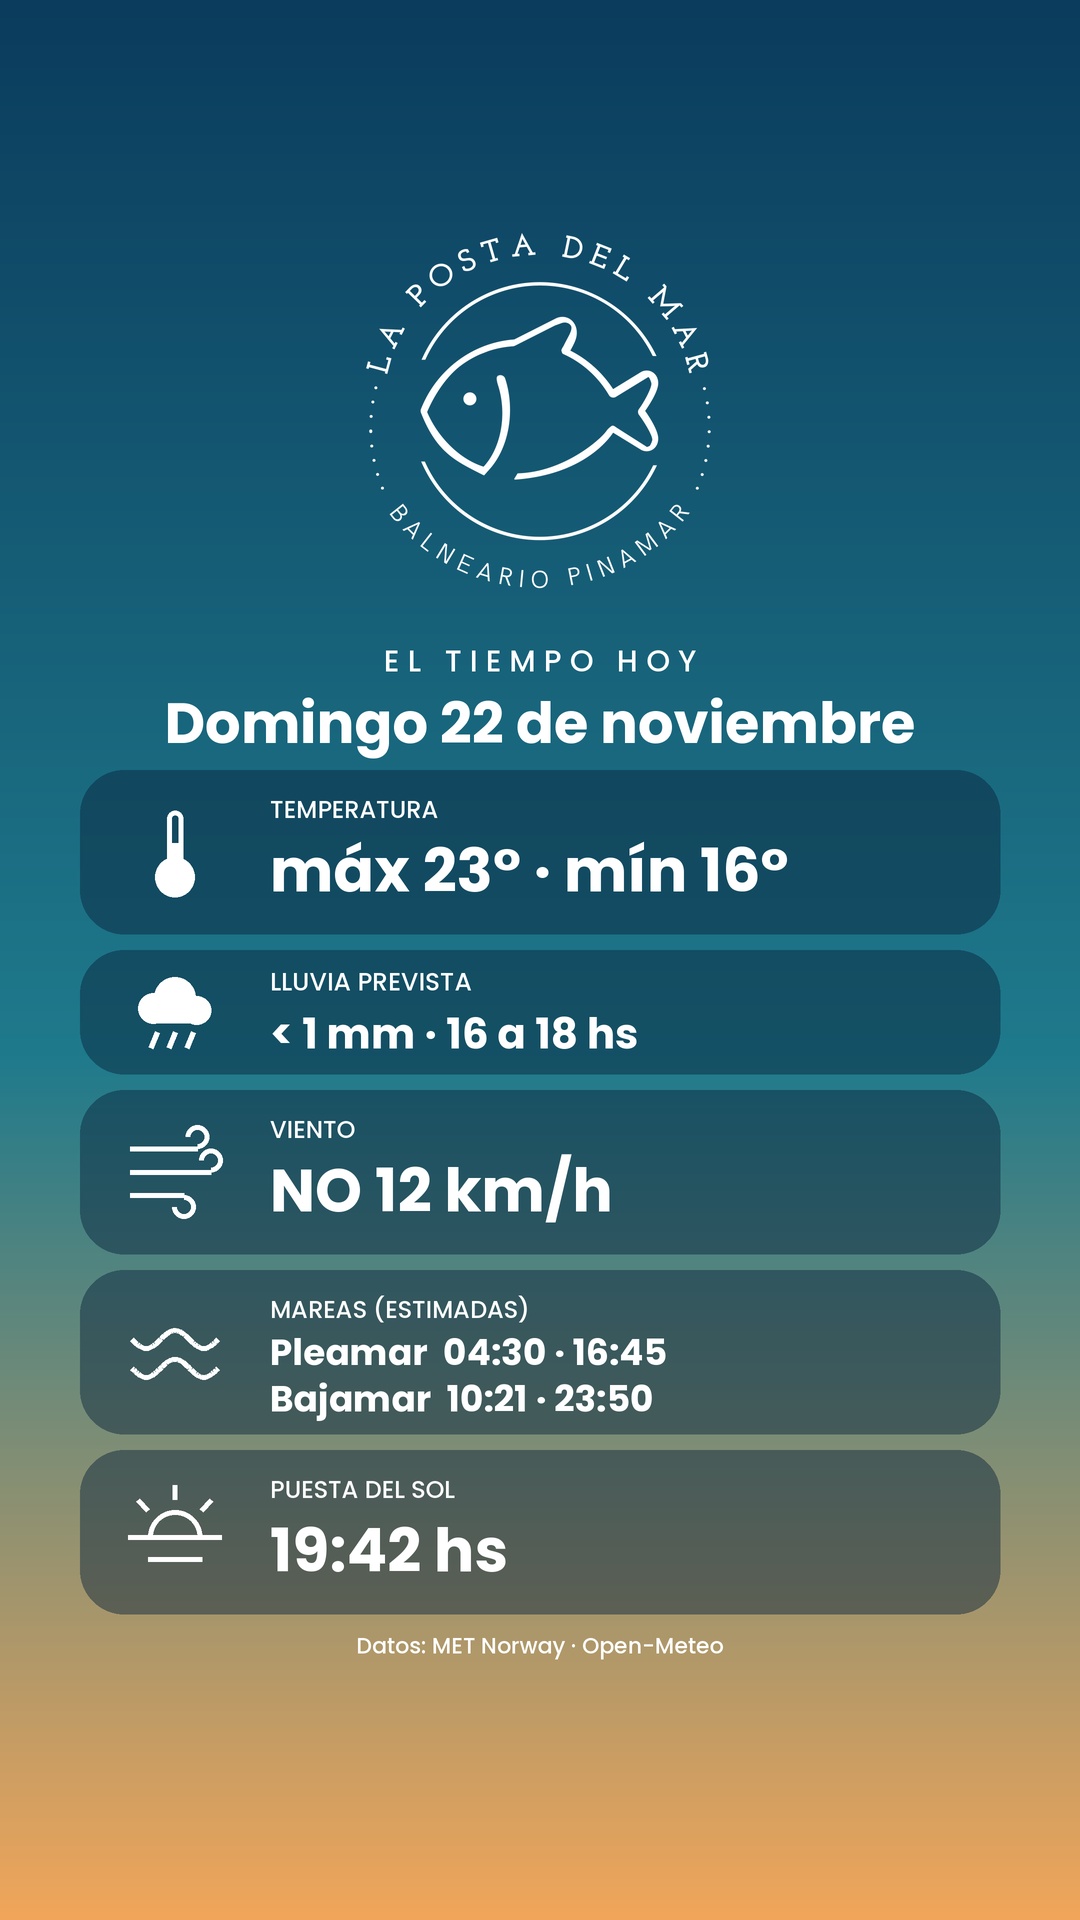 LA POSTA DEL MAR
BALNEARIO PINAMAR
EL TIEMPO HOY
Domingo 22 de noviembre
TEMPERATURA
máx 23° · mín 16°
LLUVIA PREVISTA
< 1 mm · 16 a 18 hs
VIENTO
NO 12 km/h
MAREAS (ESTIMADAS)
Pleamar 04:30 · 16:45
Bajamar 10:21 · 23:50
PUESTA DEL SOL
19:42 hs
Datos: MET Norway · Open-Meteo